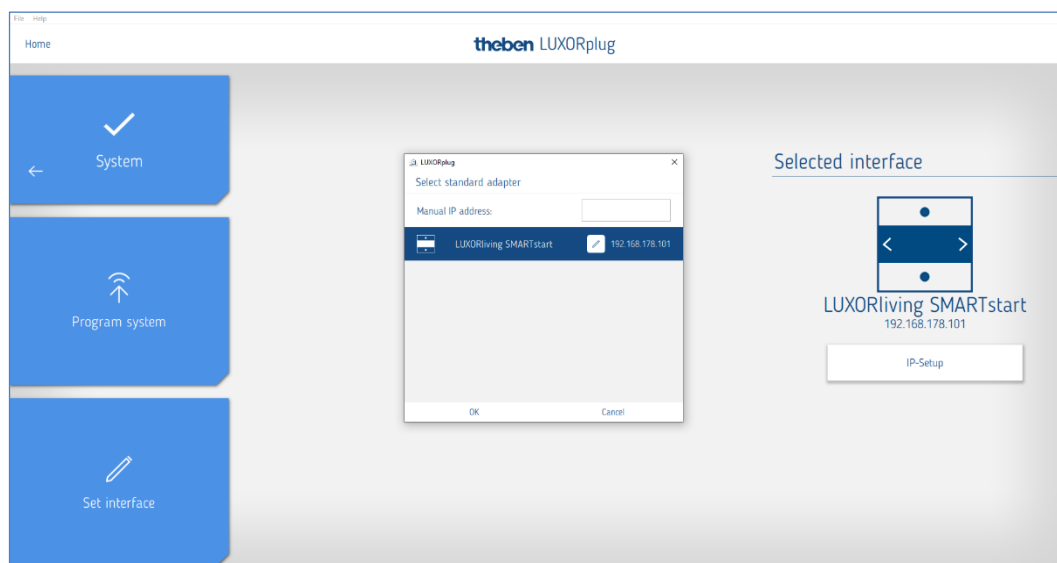 File Help
Home
theben LUXORplug
System
Program system
Set interface
LUXORplug
Select standard adapter
Manual IP address:
LUXORliving SMARTstart 192.168.178.101
OK Cancel
Selected interface
LUXORliving SMARTstart
192.168.178.101
IP-Setup